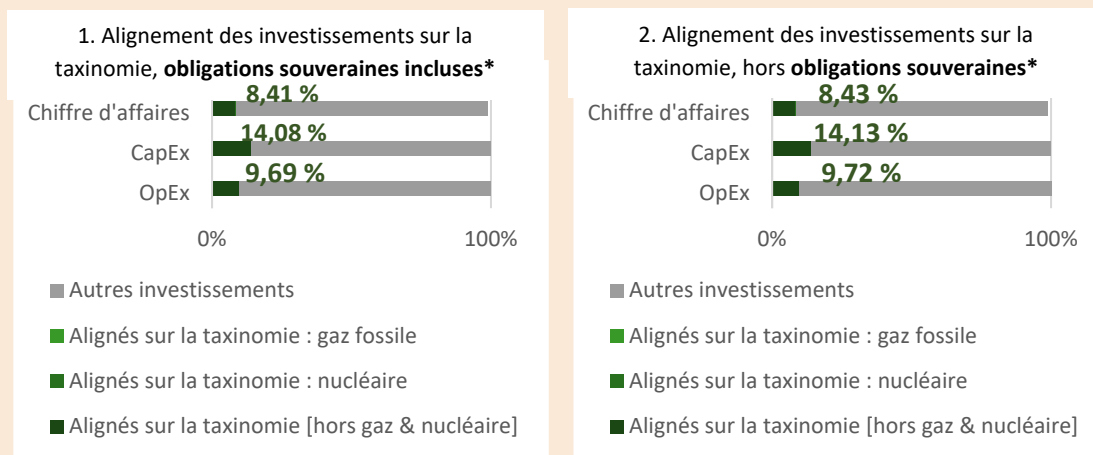 1. Alignement des investissements sur la
taxinomie, obligations souveraines incluses*
Chiffre d'affaires
8,41 %
CapEx
14,08 %
OpEx
9,69 %
0%
100%
Autres investissements
Alignés sur la taxinomie : gaz fossile
Alignés sur la taxinomie : nucléaire
Alignés sur la taxinomie [hors gaz & nucléaire]
2. Alignement des investissements sur la
taxinomie, hors obligations souveraines*
Chiffre d'affaires
8,43 %
CapEx
14,13 %
OpEx
9,72 %
0%
100%
Autres investissements
Alignés sur la taxinomie : gaz fossile
Alignés sur la taxinomie : nucléaire
Alignés sur la taxinomie [hors gaz & nucléaire]